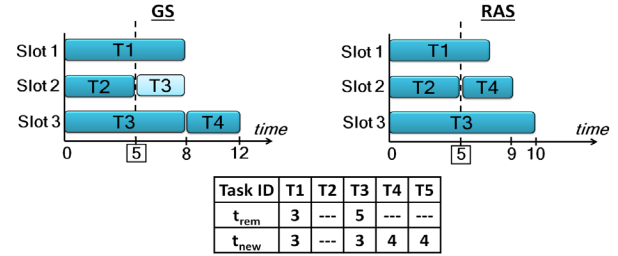 GS
Slot 1 T1
Slot 2 T2 T3
Slot 3 T3 T4 time
0 5 8 12
RAS
Slot 1 T1
Slot 2 T2 T4
Slot 3 T3 time
0 5 9 10
Task ID T1 T2 T3 T4 T5
trem 3 --- 5 --- ---
tnew 3 --- 3 4 4